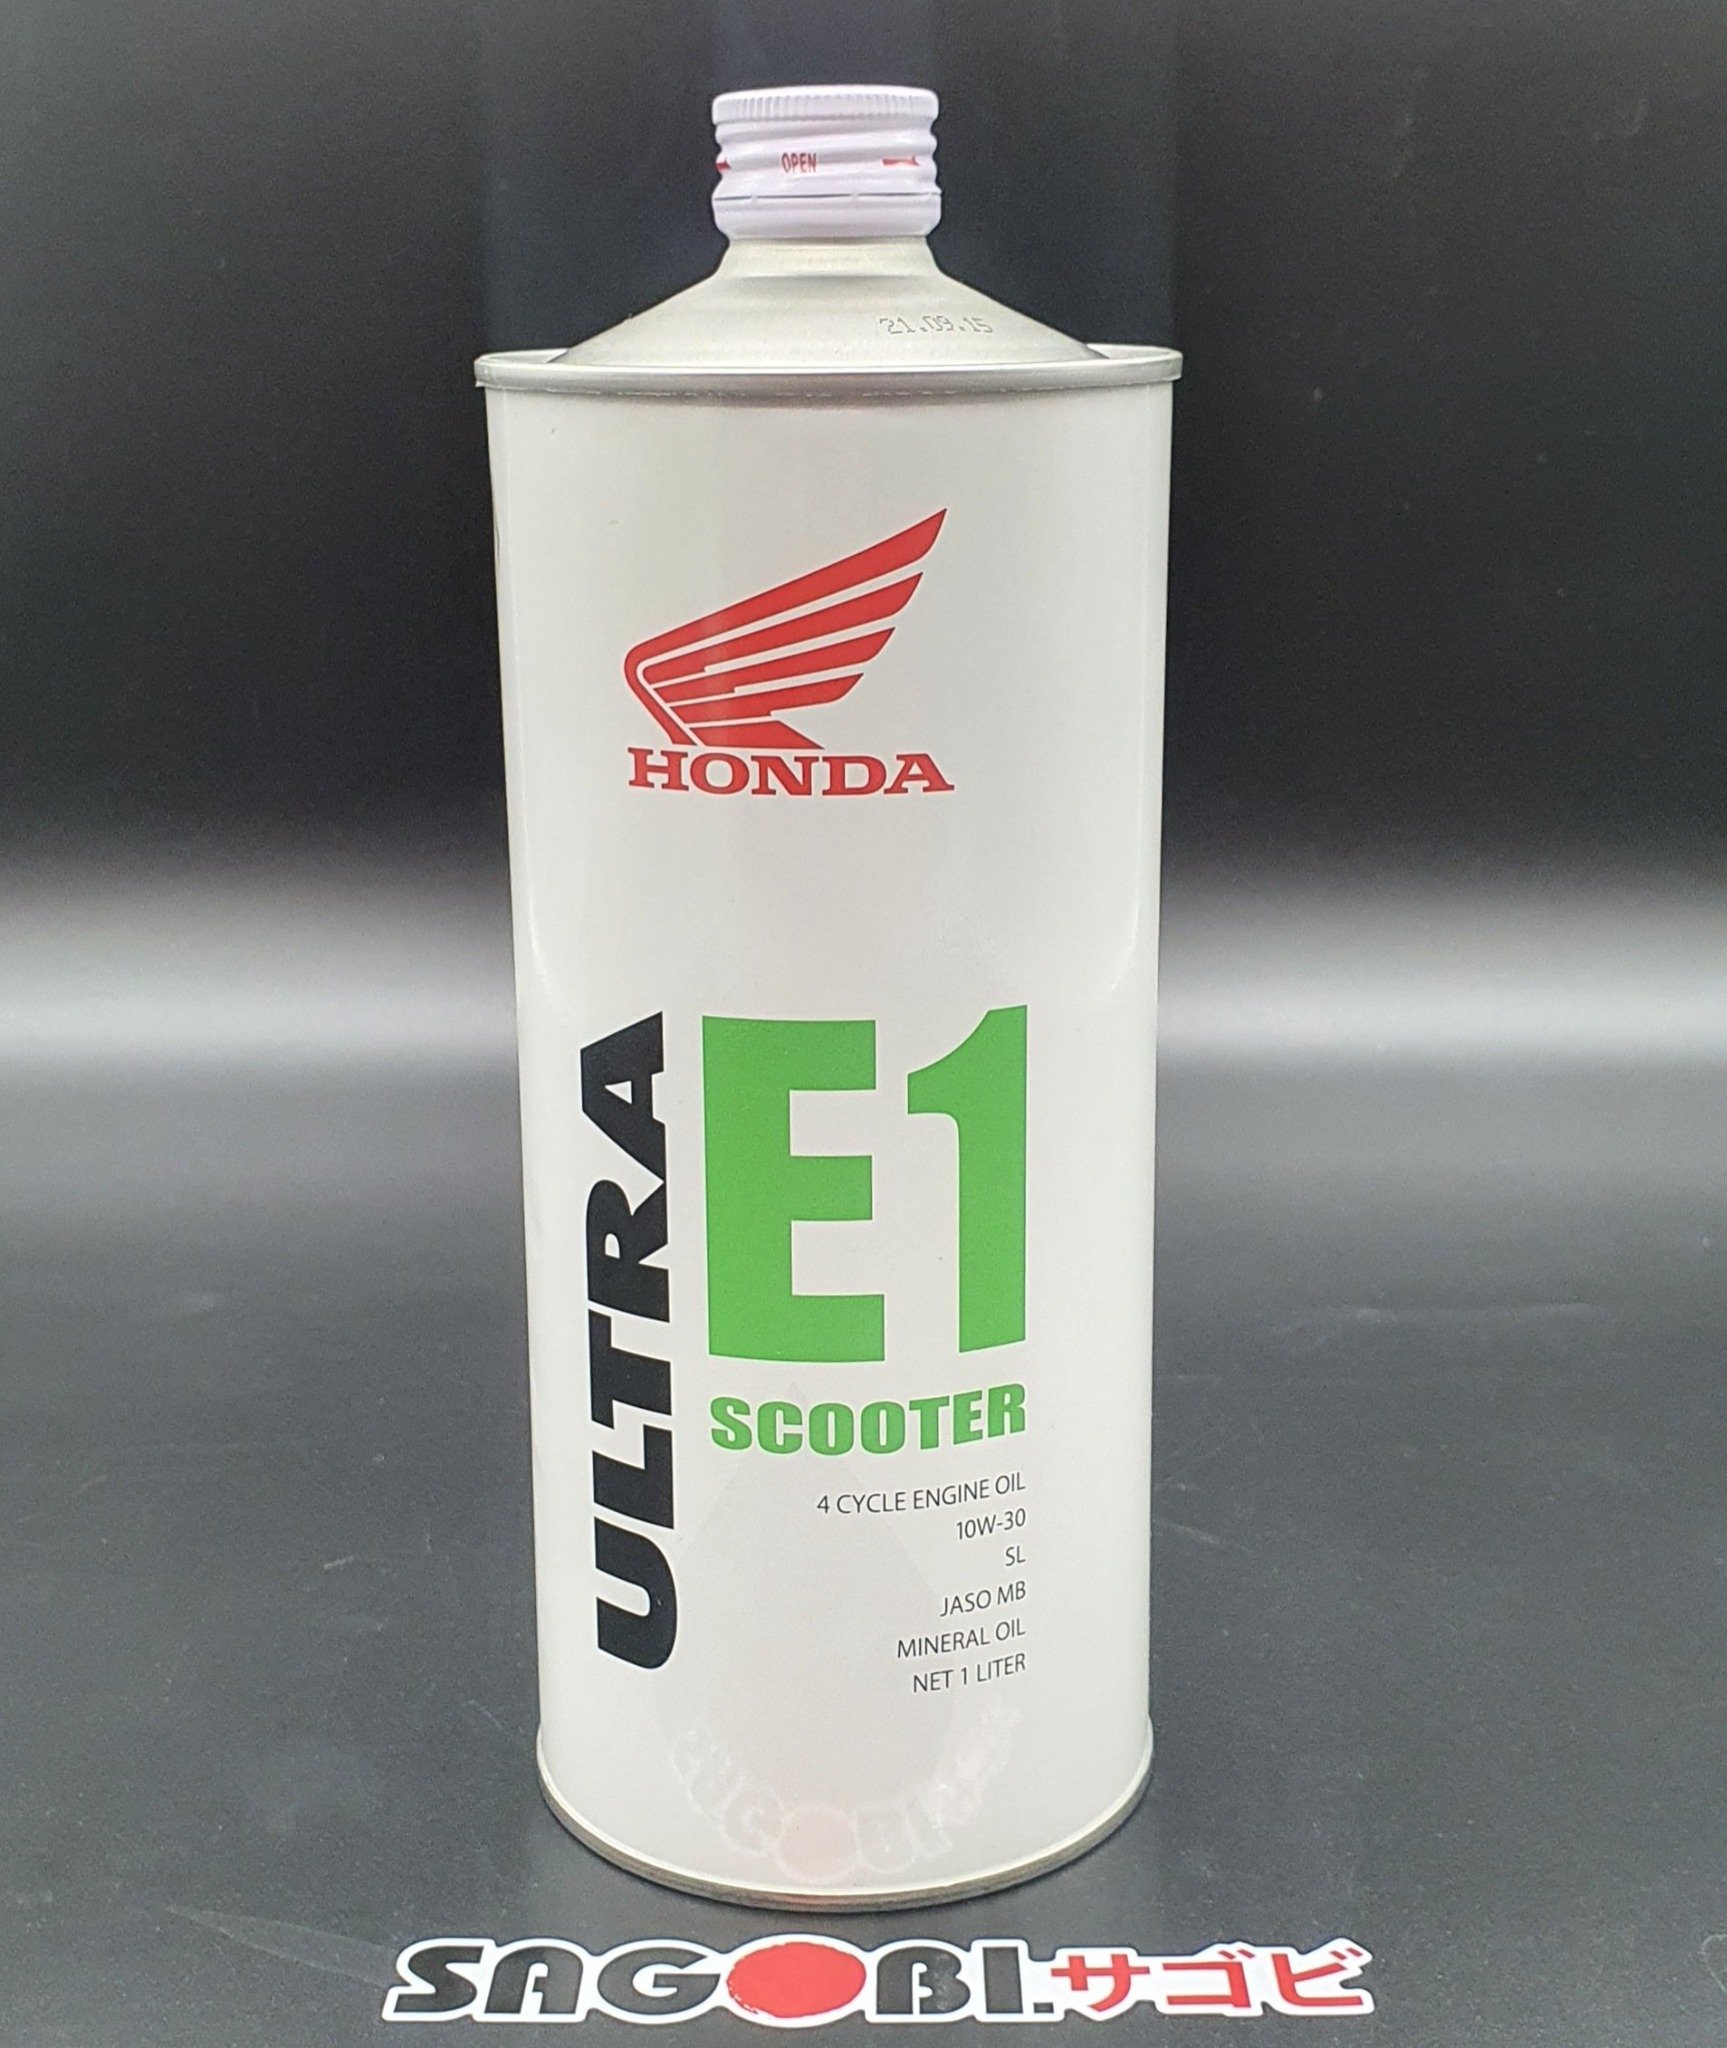 OPEN
21.09.15
HONDA
ULTRA
E1
SCOOTER
4 CYCLE ENGINE OIL
10W-30
SL
JASO MB
MINERAL OIL
NET 1 LITER
SAGOBI.サゴビ